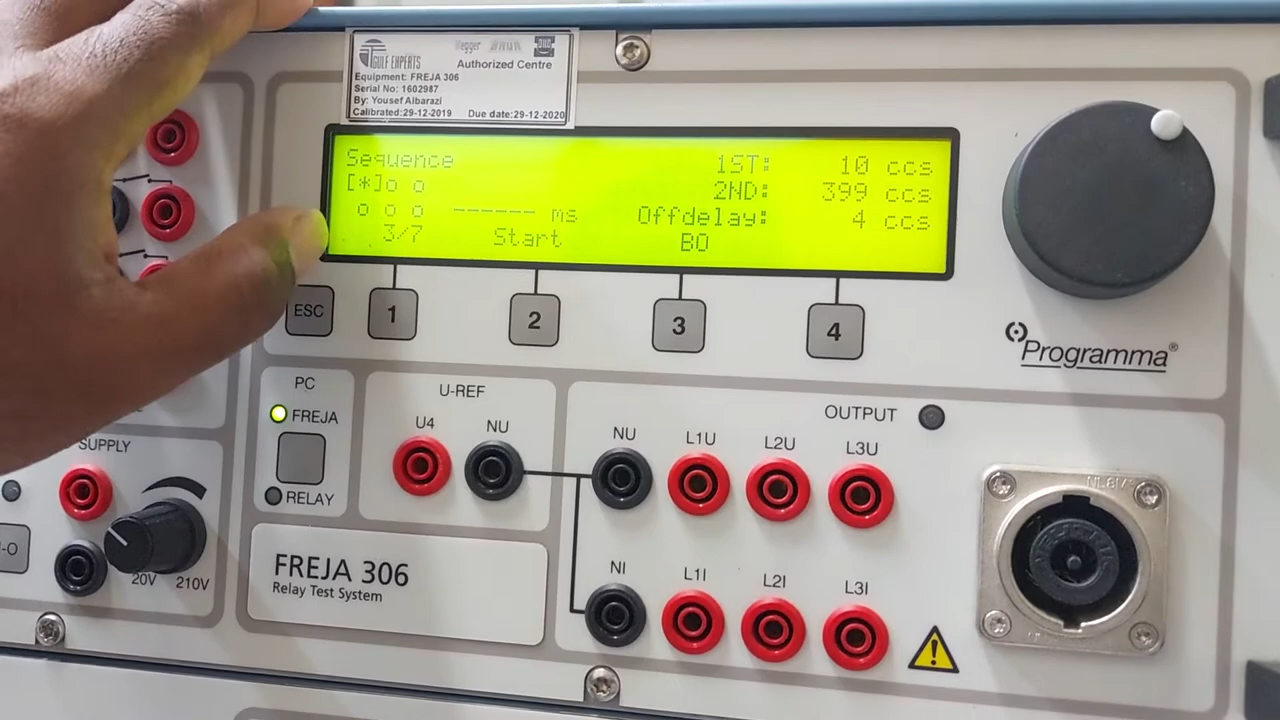 GULF EXPERTS
Megger
Authorized Centre
Equipment: FREJA 306
Serial No: 1602987
By: Yousef Albarazi
Calibrated:29-12-2019 Due date:29-12-2020
Sequence 1ST: 10 ccs
[*]o o 2ND: 399 ccs
o o o ------ ms Offdelay: 4 ccs
3/7 Start BO
ESC 1 2 3 4
Programma®
PC
FREJA
RELAY
U-REF
U4 NU
OUTPUT
NU L1U L2U L3U
NI L1I L2I L3I
SUPPLY
20V 210V
FREJA 306
Relay Test System